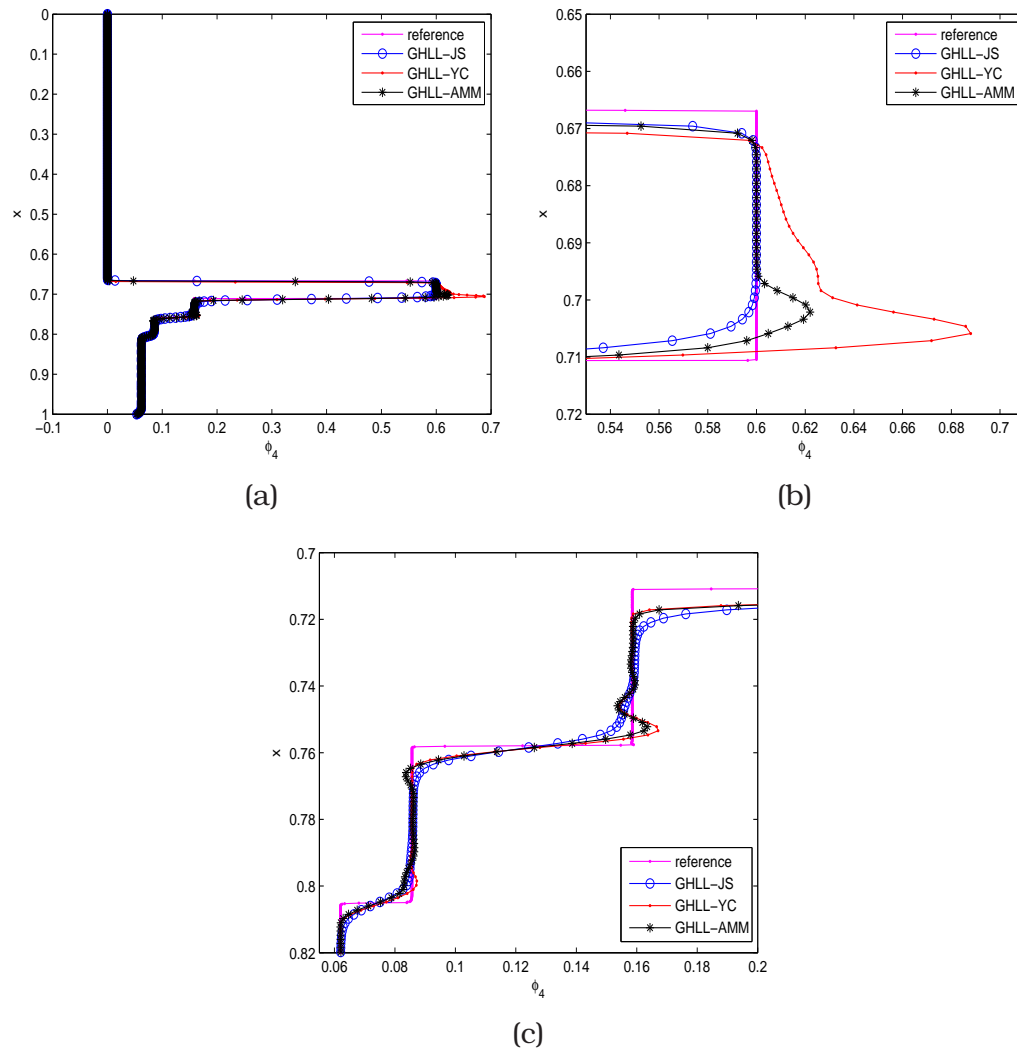 0
0.1
0.2
0.3
0.4
0.5
0.6
0.7
0.8
0.9
1
x
−0.1 0 0.1 0.2 0.3 0.4 0.5 0.6 0.7
ϕ4
reference
GHLL−JS
GHLL−YC
GHLL−AMM
(a)
0.65
0.66
0.67
0.68
0.69
0.7
0.71
0.72
x
0.54 0.56 0.58 0.6 0.62 0.64 0.66 0.68 0.7
ϕ4
reference
GHLL−JS
GHLL−YC
GHLL−AMM
(b)
0.7
0.72
0.74
0.76
0.78
0.8
0.82
x
0.06 0.08 0.1 0.12 0.14 0.16 0.18 0.2
ϕ4
reference
GHLL−JS
GHLL−YC
GHLL−AMM
(c)